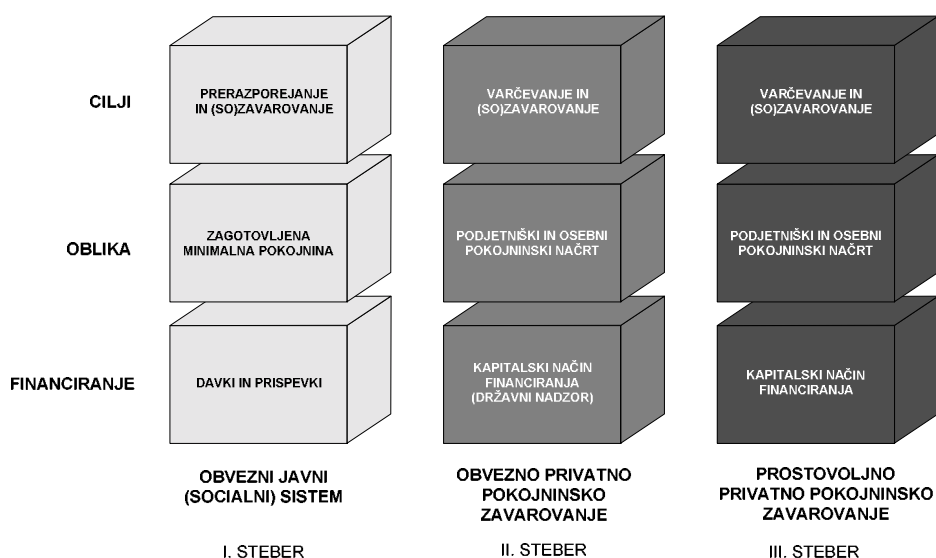 CILJI
PRERAZPOREJANJE
IN (SO)ZAVAROVANJE
VARČEVANJE IN
(SO)ZAVAROVANJE
VARČEVANJE IN
(SO)ZAVAROVANJE
OBLIKA
ZAGOTOVLJENA
MINIMALNA POKOJNINA
PODJETNIŠKI IN OSEBNI
POKOJNINSKI NAČRT
PODJETNIŠKI IN OSEBNI
POKOJNINSKI NAČRT
FINANCIRANJE
DAVKI IN PRISPEVKI
KAPITALSKI NAČIN
FINANCIRANJA
(DRŽAVNI NADZOR)
KAPITALSKI NAČIN
FINANCIRANJA
OBVEZNI JAVNI
(SOCIALNI) SISTEM
OBVEZNO PRIVATNO
POKOJNINSKO
ZAVAROVANJE
PROSTOVOLJNO
PRIVATNO POKOJNINSKO
ZAVAROVANJE
I. STEBER
II. STEBER
III. STEBER